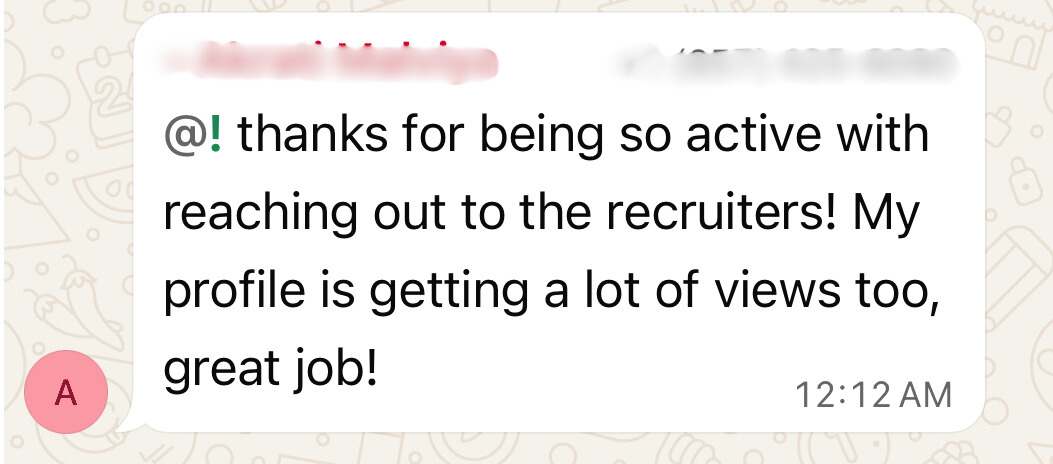 @! thanks for being so active with
reaching out to the recruiters! My
profile is getting a lot of views too,
great job!
A
12:12 AM